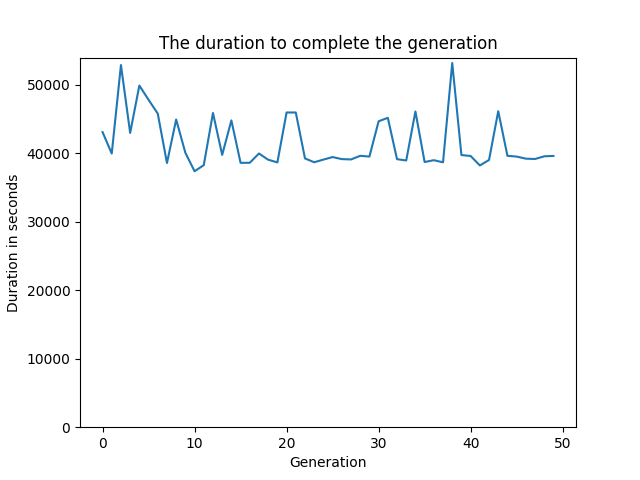 The duration to complete the generation
50000
40000
30000
20000
10000
0
Duration in seconds
0 10 20 30 40 50
Generation